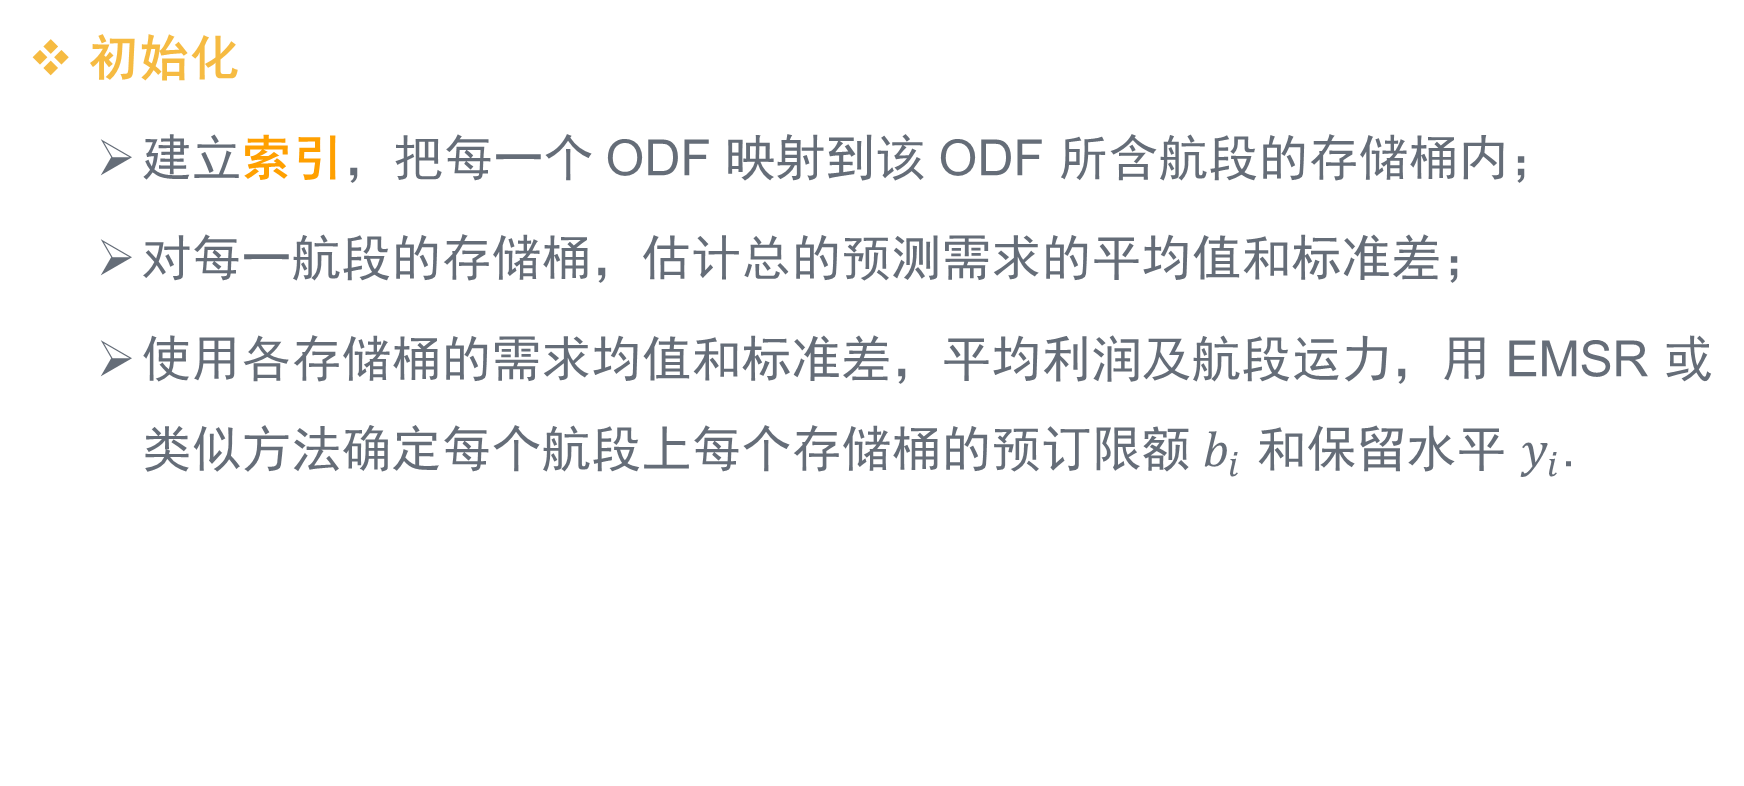 ❖ 初始化
➢ 建立索引，把每一个 ODF 映射到该 ODF 所含航段的存储桶内；
➢ 对每一航段的存储桶，估计总的预测需求的平均值和标准差；
➢ 使用各存储桶的需求均值和标准差，平均利润及航段运力，用 EMSR 或
类似方法确定每个航段上每个存储桶的预订限额 $b_i$ 和保留水平 $y_i$.